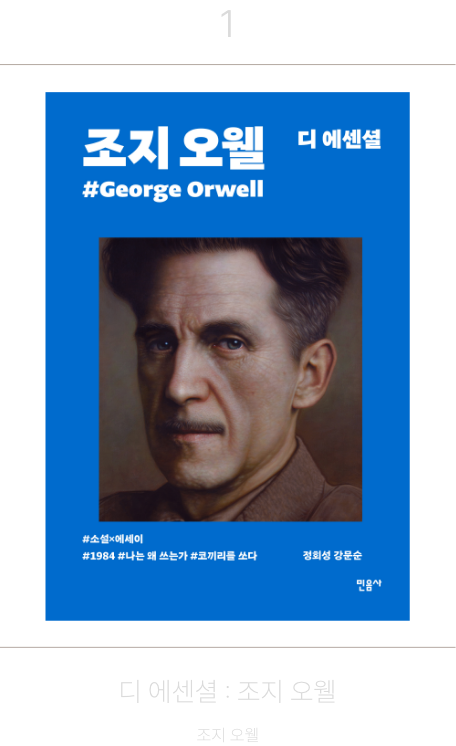 1
조지 오웰 디 에센셜
#George Orwell
#소설×에세이
#1984 #나는 왜 쓰는가 #코끼리를 쏘다 정회성 강문순
민음사
디 에센셜 : 조지 오웰
조지 오웰